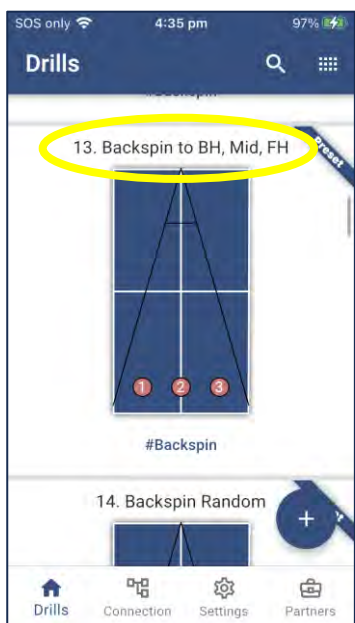 SOS only 4:35 pm 97%
Drills
13. Backspin to BH, Mid, FH
Preset
1 2 3
#Backspin
14. Backspin Random
+
Drills Connection Settings Partners